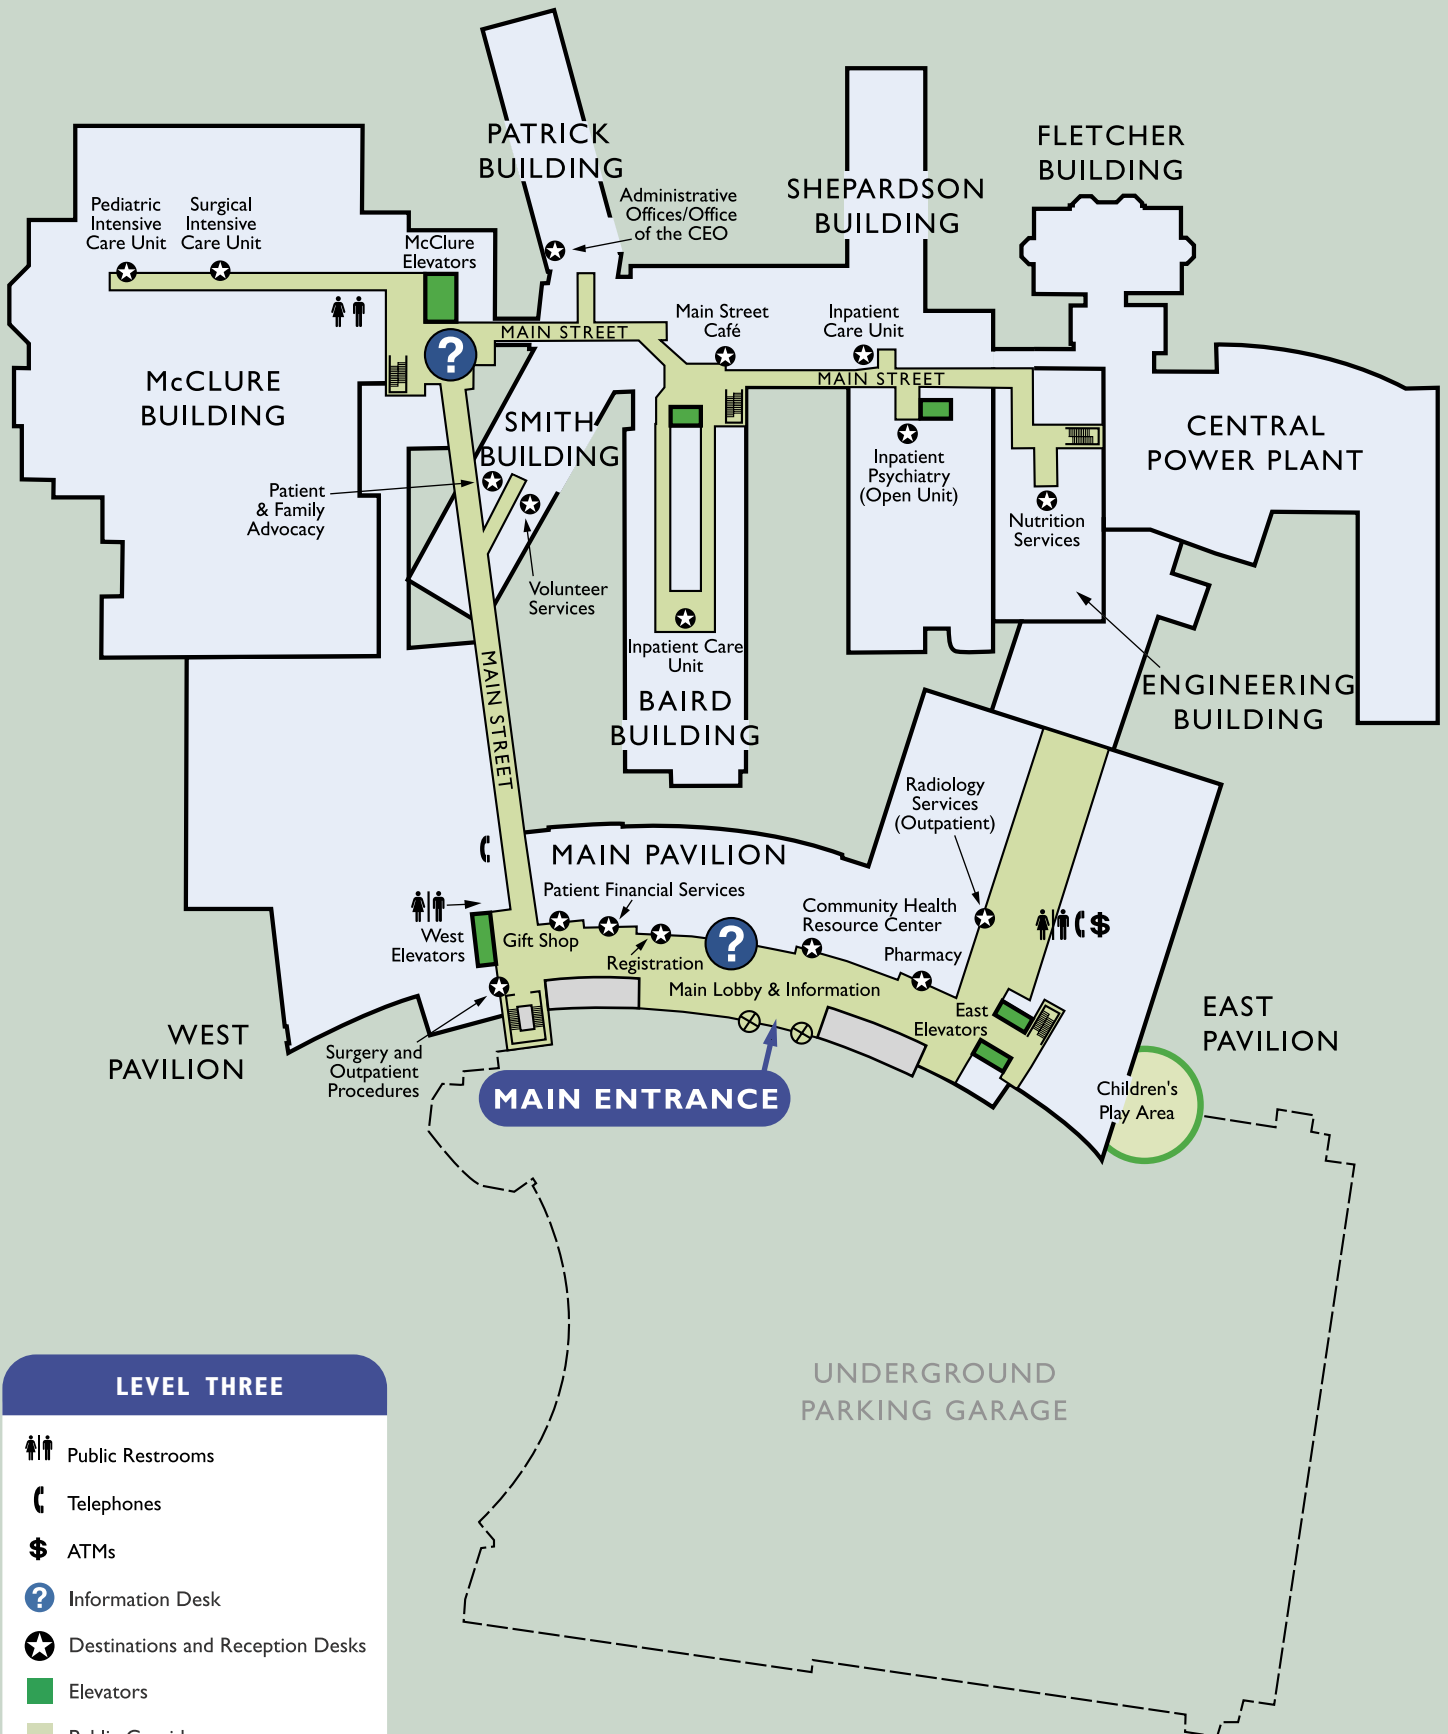 PATRICK
BUILDING
SHEPARDSON
BUILDING
FLETCHER
BUILDING
Administrative
Offices/Office
of the CEO
Pediatric
Intensive
Care Unit
Surgical
Intensive
Care Unit
McClure
Elevators
Main Street
Café
Inpatient
Care Unit
MAIN STREET
?
MAIN STREET
McCLURE
BUILDING
SMITH
BUILDING
CENTRAL
POWER PLANT
Inpatient
Psychiatry
(Open Unit)
Patient
& Family
Advocacy
Nutrition
Services
Volunteer
Services
Inpatient Care
Unit
MAIN STREET
BAIRD
BUILDING
ENGINEERING
BUILDING
Radiology
Services
(Outpatient)
MAIN PAVILION
Patient Financial Services
Community Health
Resource Center
West
Elevators
Gift Shop
Registration
?
Pharmacy
$
Main Lobby & Information
East
Elevators
EAST
PAVILION
WEST
PAVILION
Surgery and
Outpatient
Procedures
MAIN ENTRANCE
Children's
Play Area
UNDERGROUND
PARKING GARAGE
LEVEL THREE
Public Restrooms
Telephones
$ ATMs
? Information Desk
Destinations and Reception Desks
Elevators